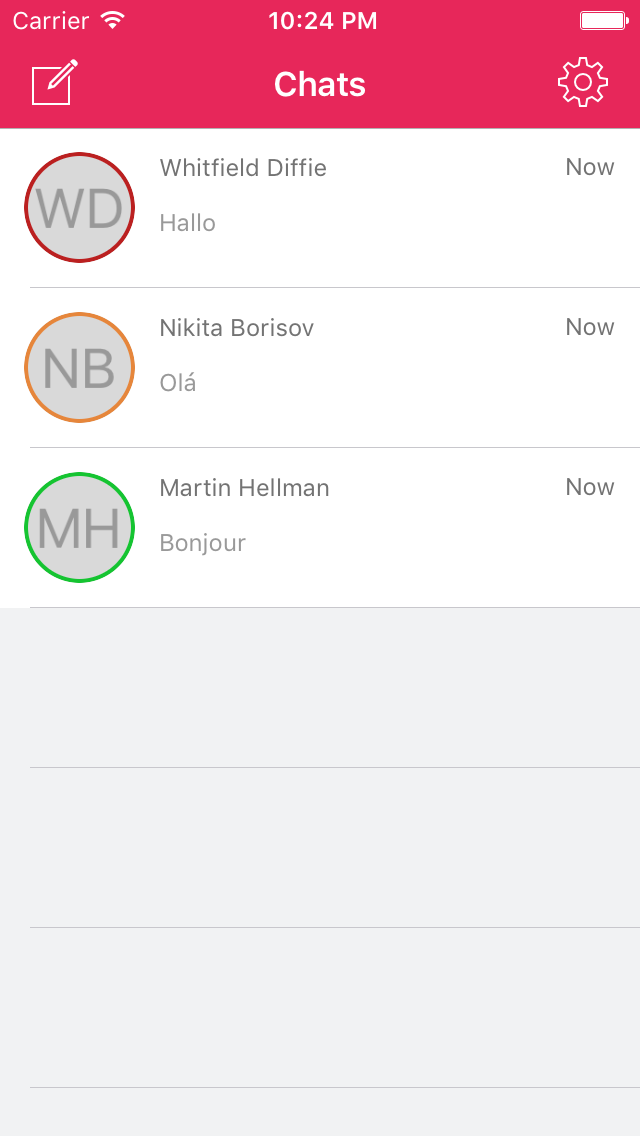 Carrier 10:24 PM
Chats
WD Whitfield Diffie Now
Hallo
NB Nikita Borisov Now
Olá
MH Martin Hellman Now
Bonjour